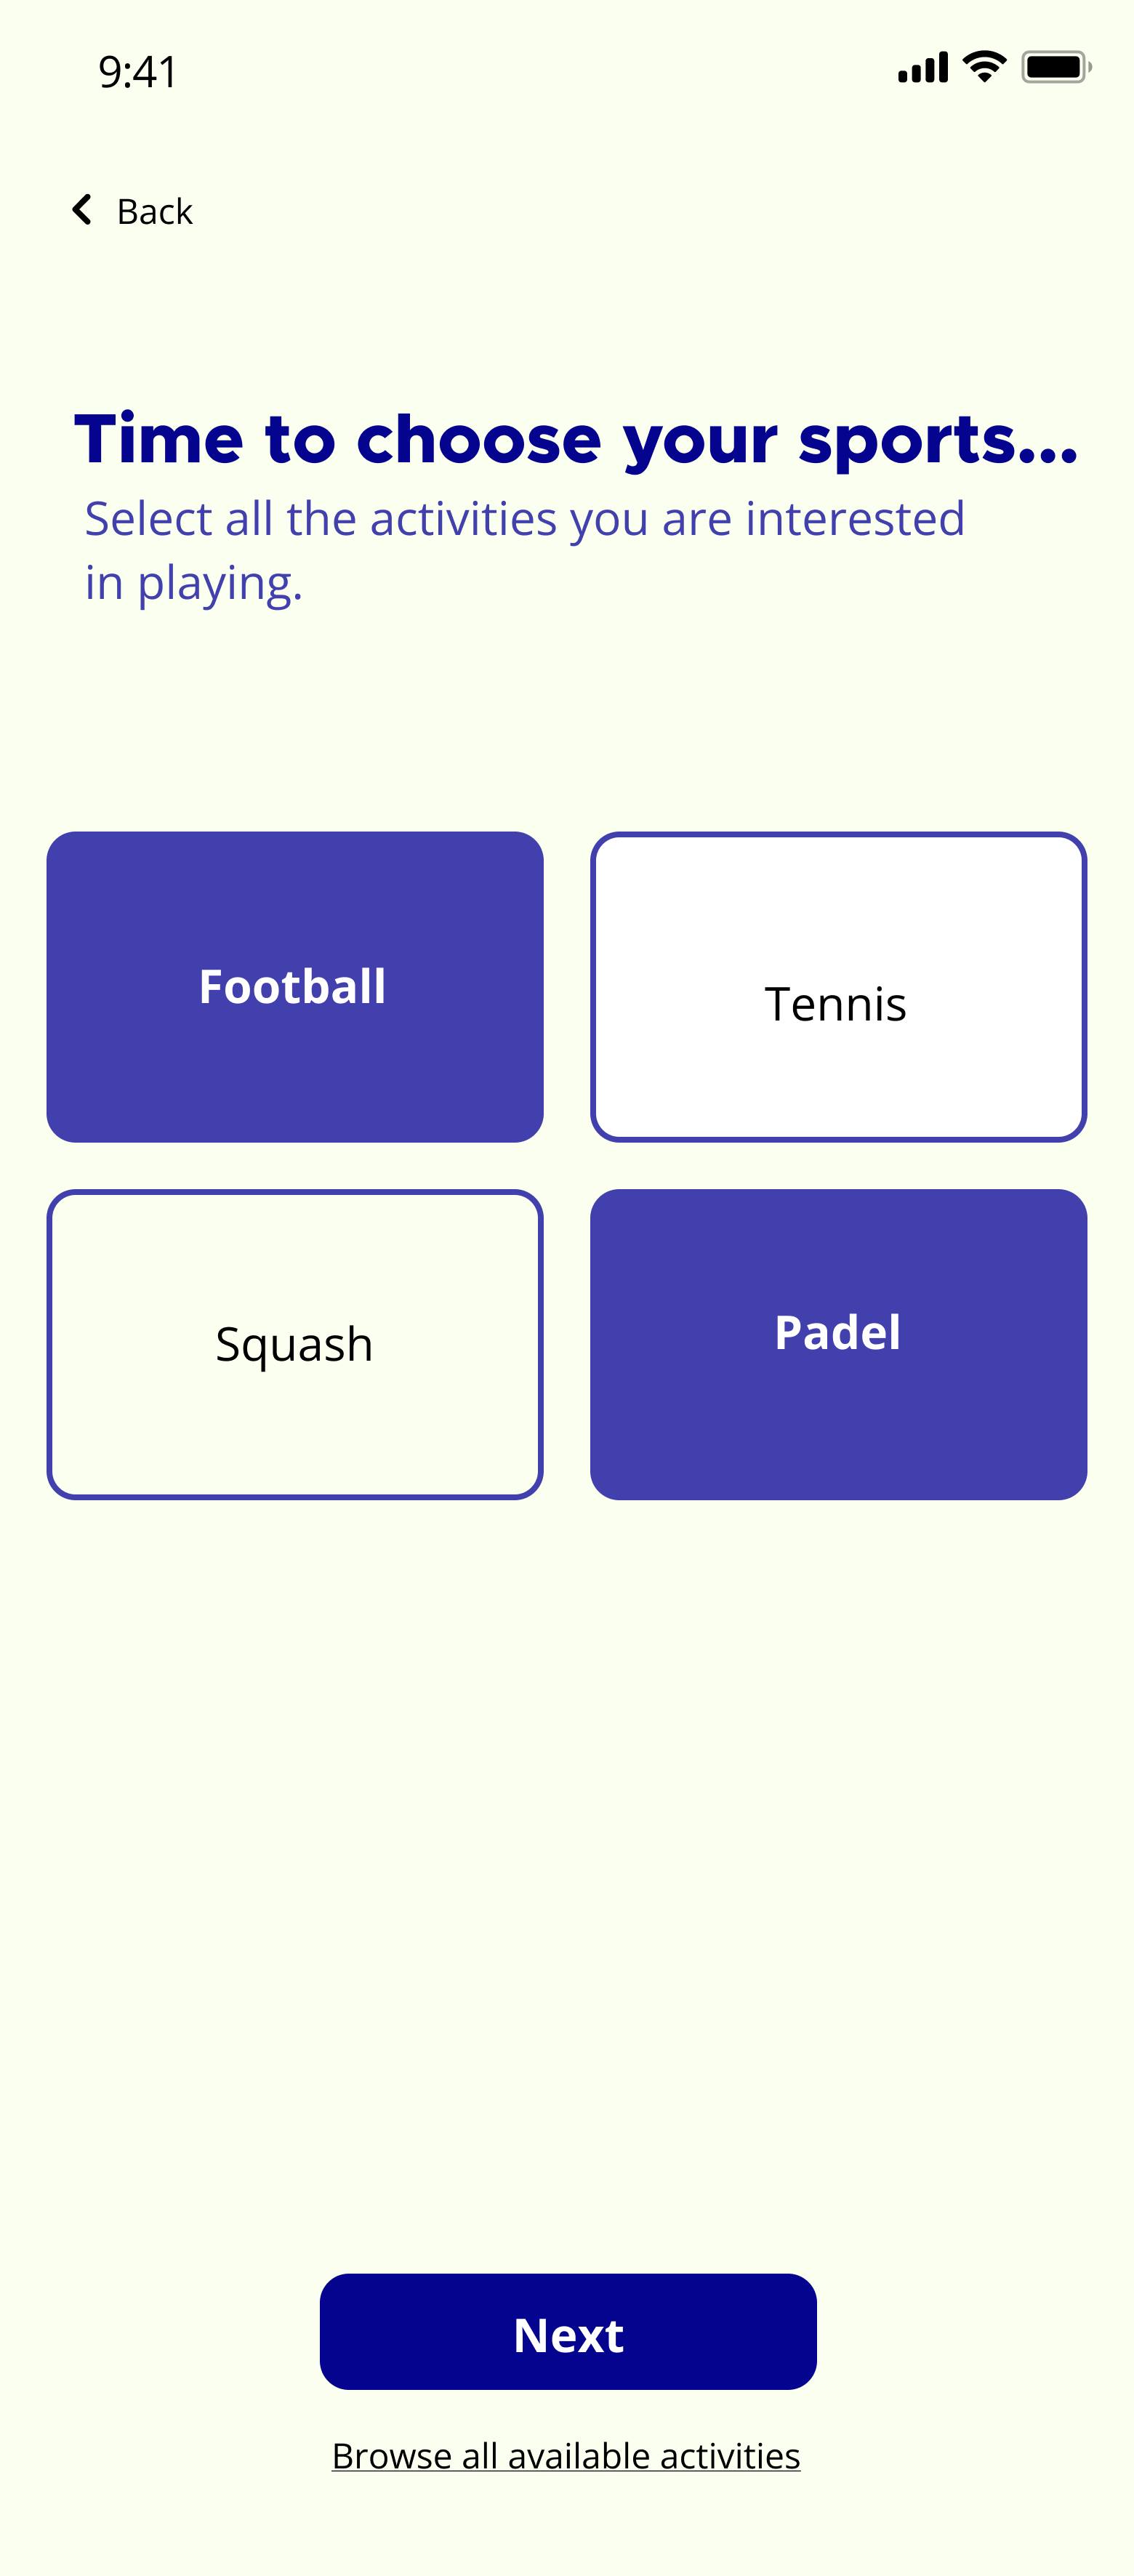 9:41
Back
Time to choose your sports...
Select all the activities you are interested
in playing.
Football
Tennis
Squash
Padel
Next
Browse all available activities